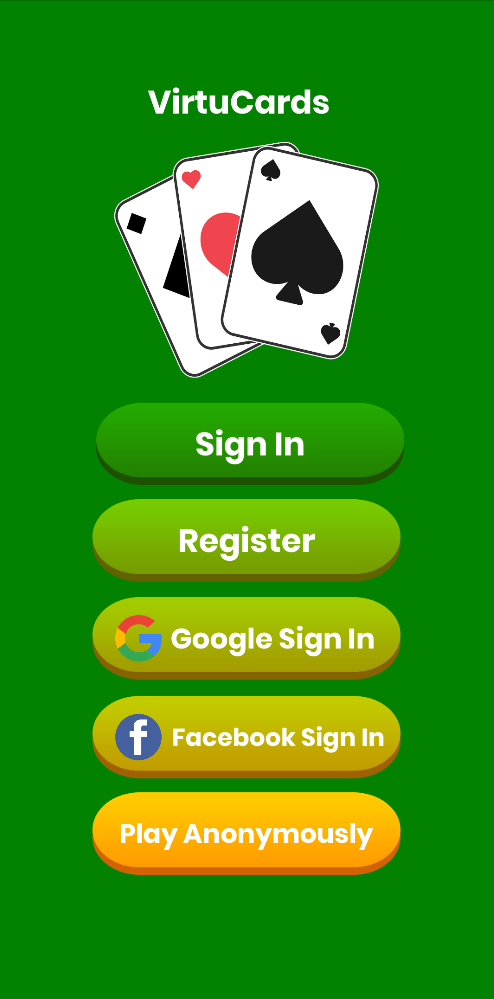 VirtuCards
Sign In
Register
Google Sign In
Facebook Sign In
Play Anonymously